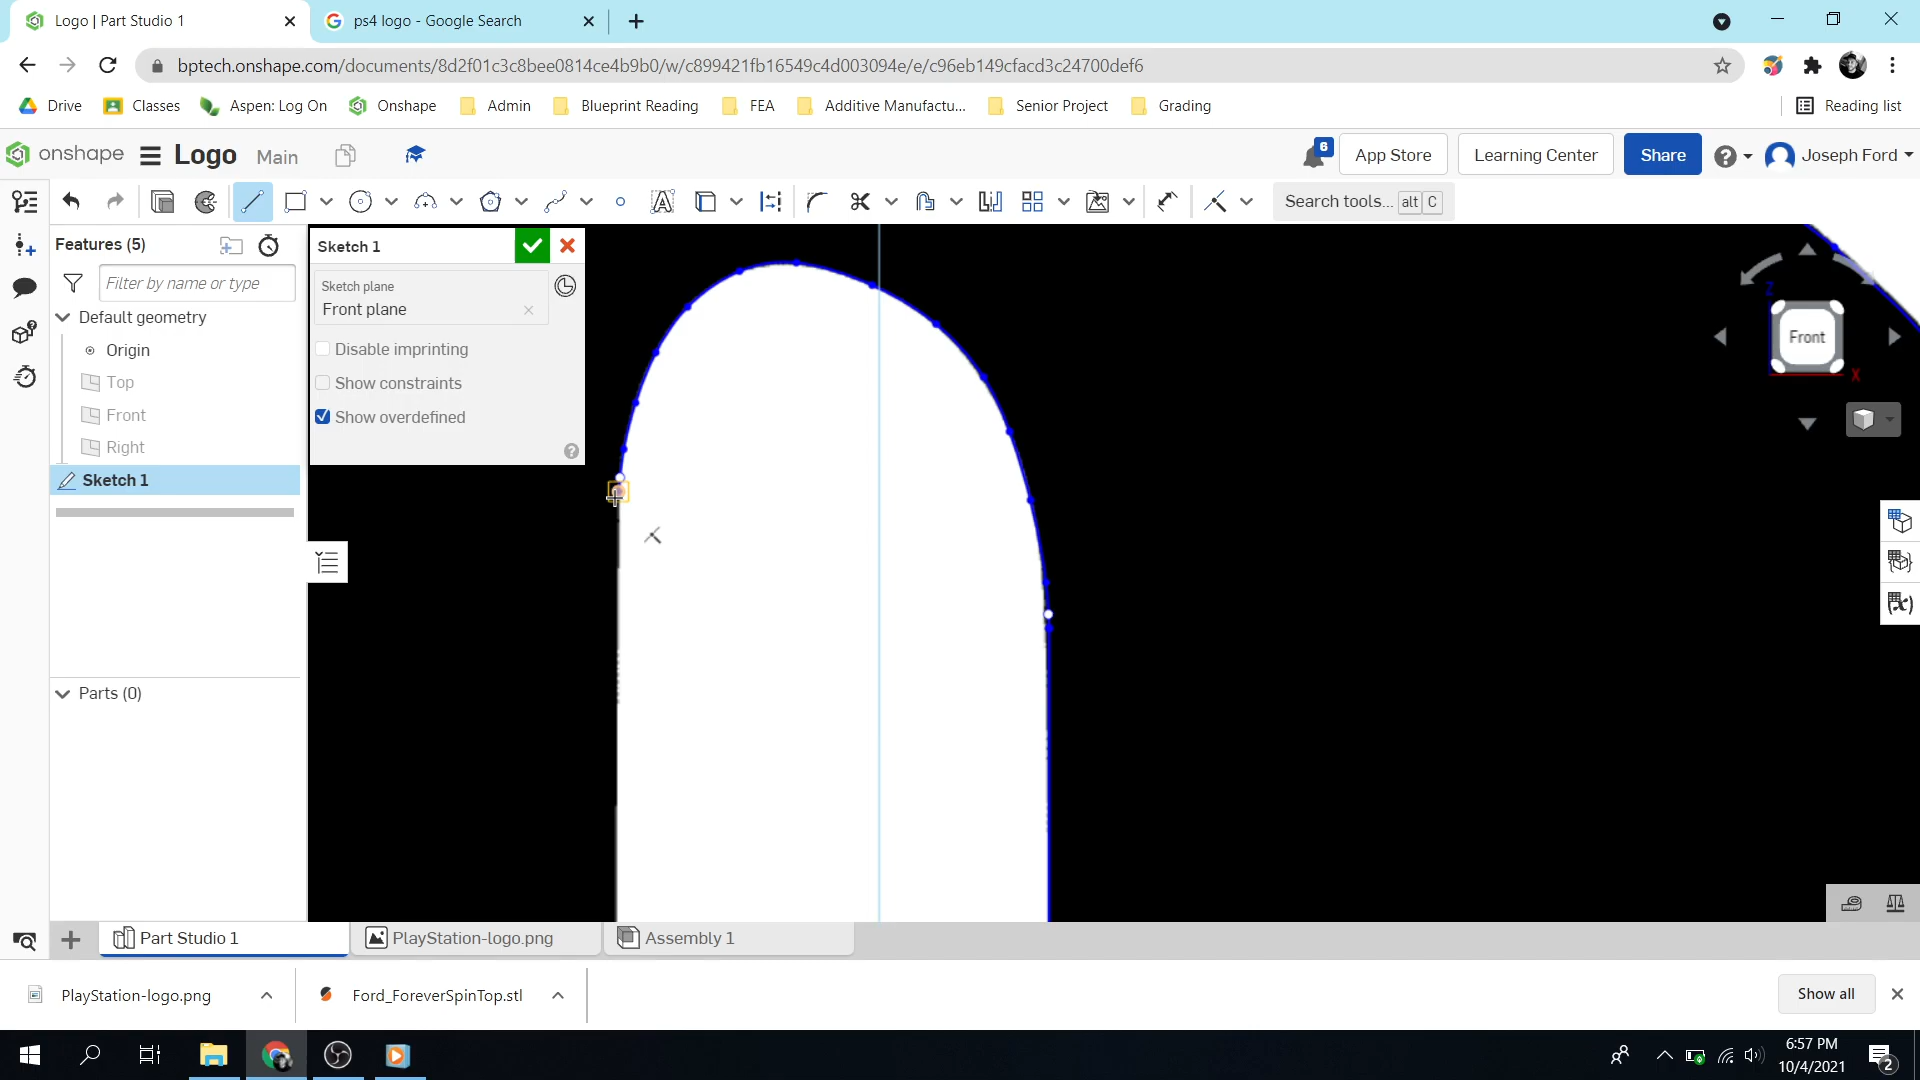 Logo | Part Studio 1
ps4 logo - Google Search
bptech.onshape.com/documents/8d2f01c3c8bee0814ce4b9b0/w/c899421fb16549c4d003094e/e/c96eb149cfacd3c24700def6
Drive
Classes
Aspen: Log On
Onshape
Admin
Blueprint Reading
FEA
Additive Manufactu...
Senior Project
Grading
Reading list
onshape
Logo
Main
6
App Store
Learning Center
Share
Joseph Ford
Search tools...
alt
C
Features (5)
Filter by name or type
Default geometry
Origin
Top
Front
Right
Sketch 1
Parts (0)
Sketch 1
Sketch plane
Front plane
Disable imprinting
Show constraints
Show overdefined
Z
Front
X
Part Studio 1
PlayStation-logo.png
Assembly 1
PlayStation-logo.png
Ford_ForeverSpinTop.stl
Show all
6:57 PM
10/4/2021
2